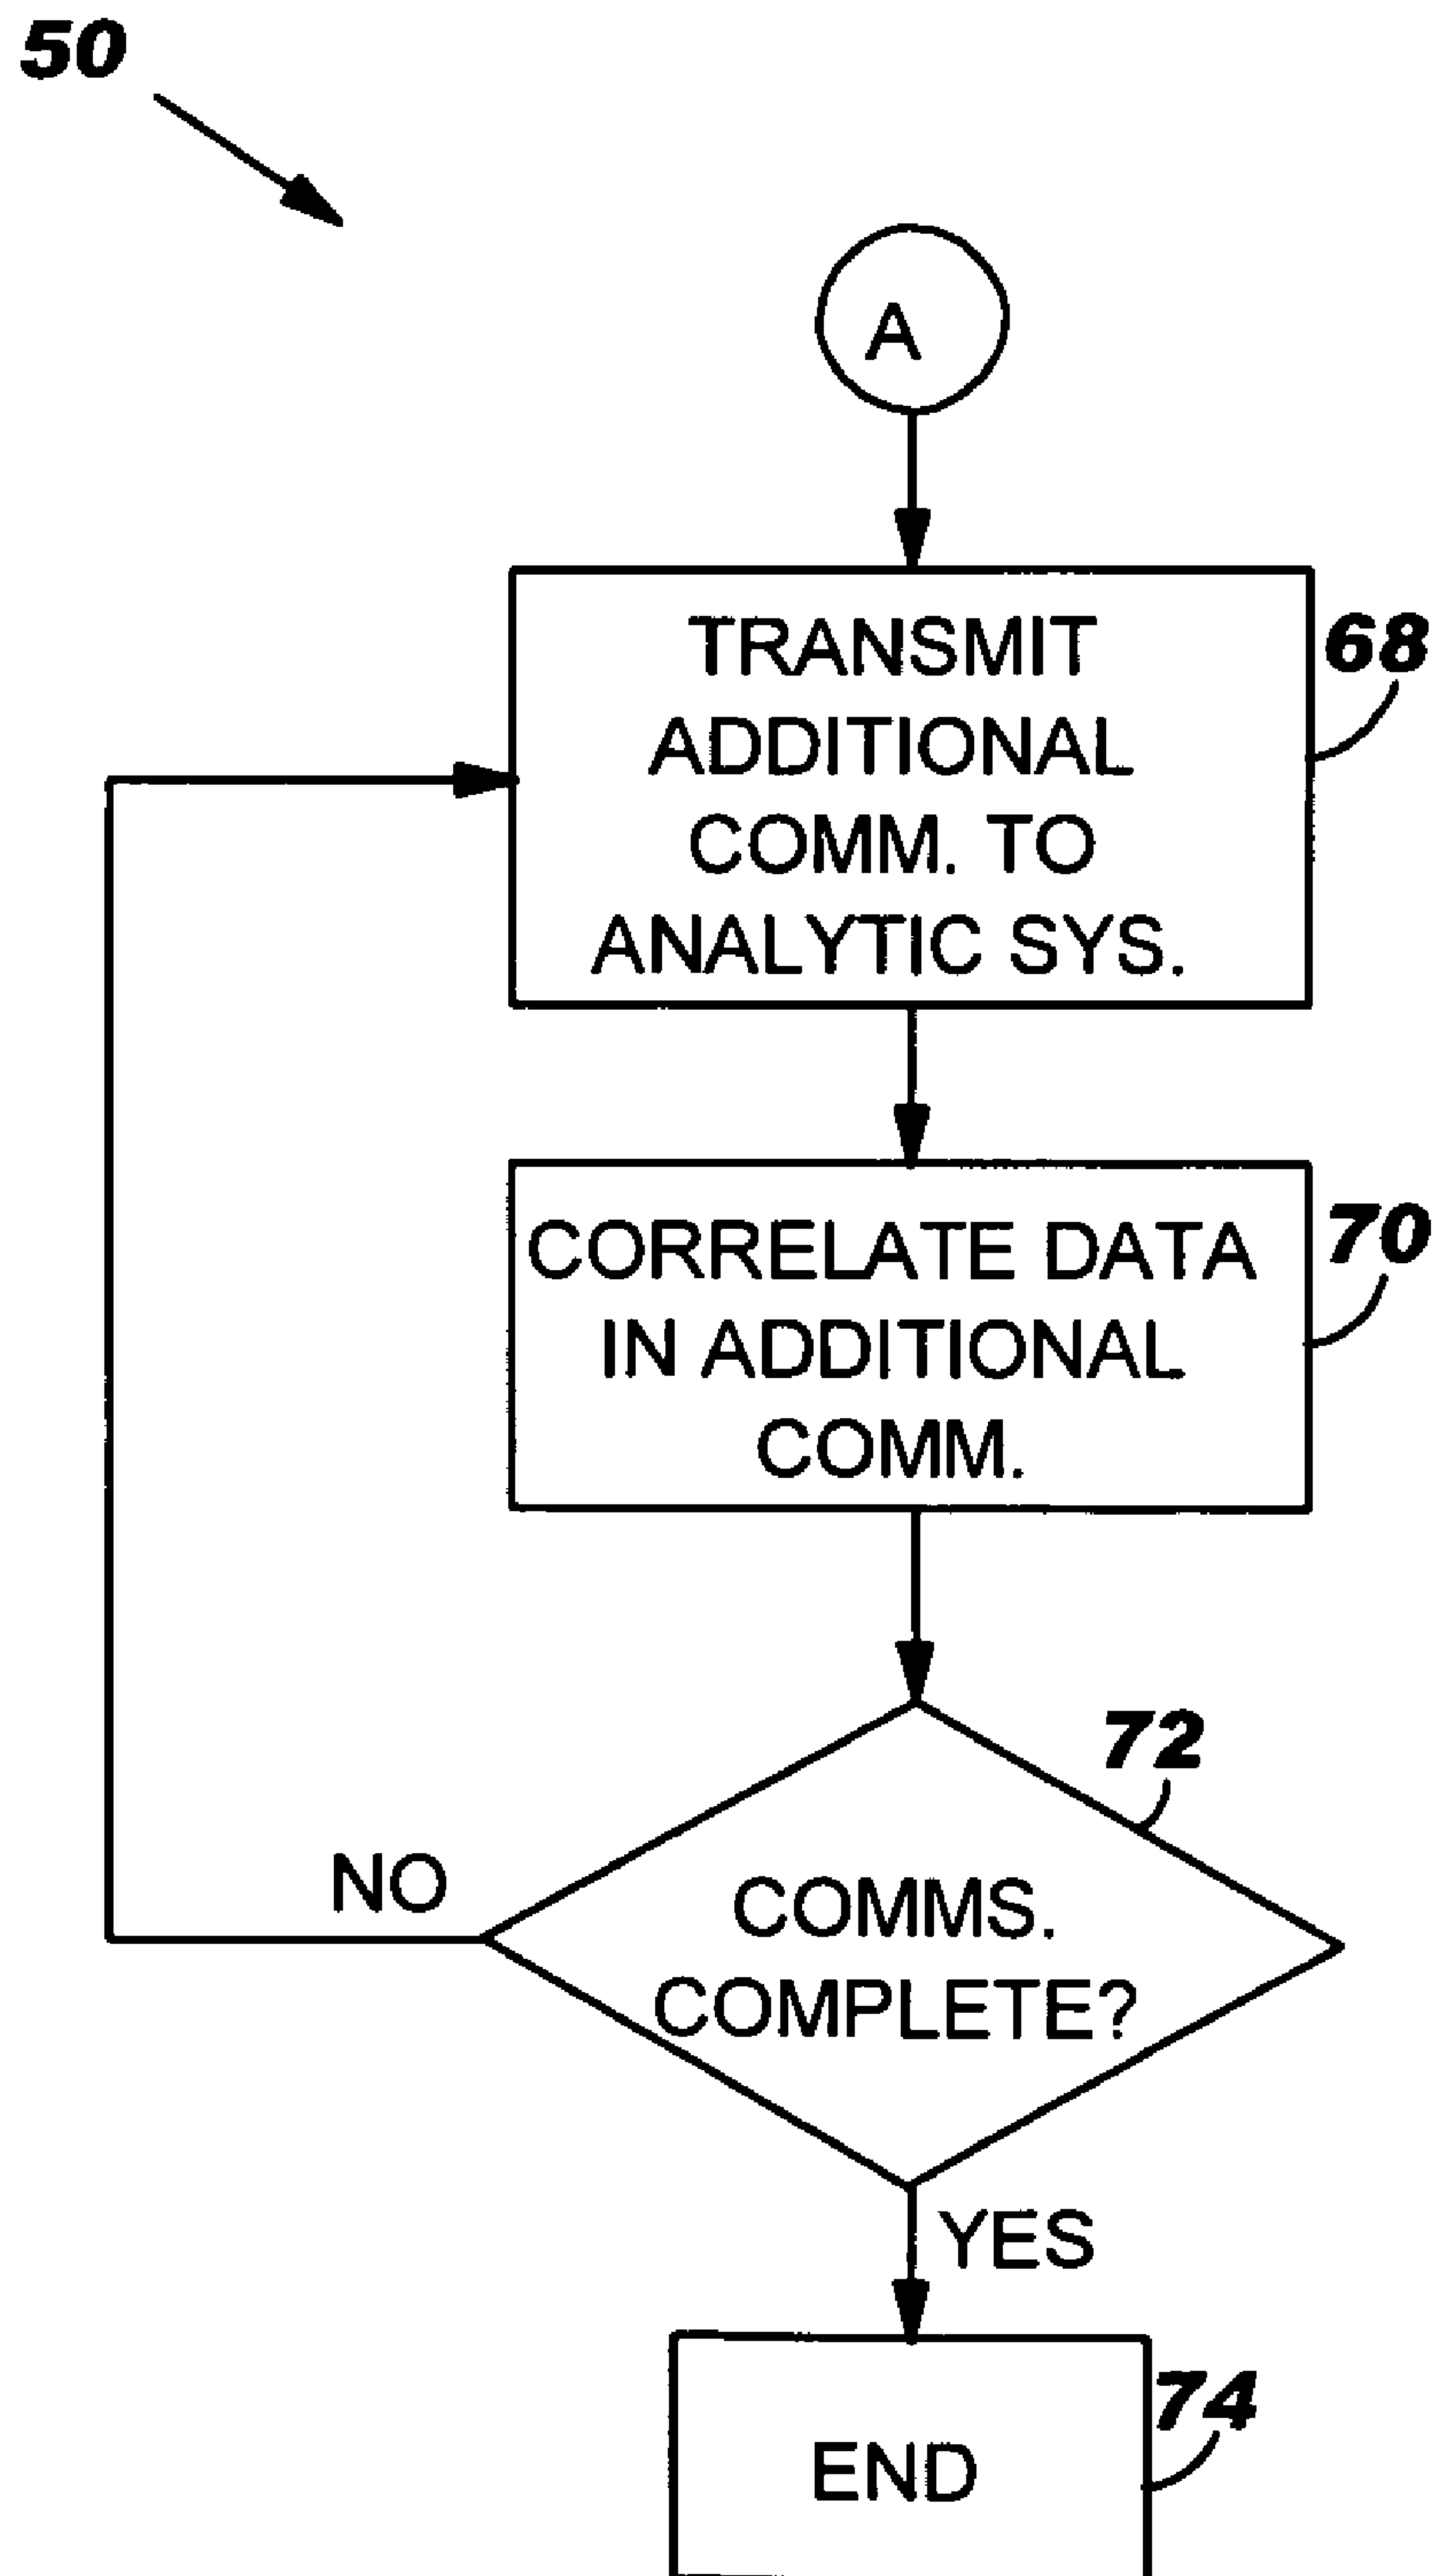 50
A
TRANSMIT
ADDITIONAL
COMM. TO
ANALYTIC SYS.
68
CORRELATE DATA
IN ADDITIONAL
COMM.
70
72
NO
COMMS.
COMPLETE?
YES
END
74